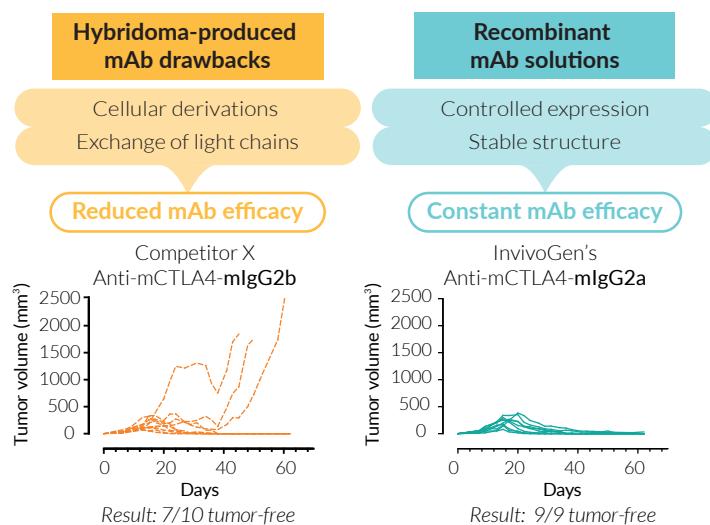 Hybridoma-produced
mAb drawbacks
Cellular derivations
Exchange of light chains
Reduced mAb efficacy
Competitor X
Anti-mCTLA4-mIgG2b
Tumor volume (mm³)
2500
2000
1500
1000
500
0
0
20
40
60
Days
Result: 7/10 tumor-free
Recombinant
mAb solutions
Controlled expression
Stable structure
Constant mAb efficacy
InvivoGen's
Anti-mCTLA4-mIgG2a
Tumor volume (mm³)
2500
2000
1500
1000
500
0
0
20
40
60
Days
Result: 9/9 tumor-free